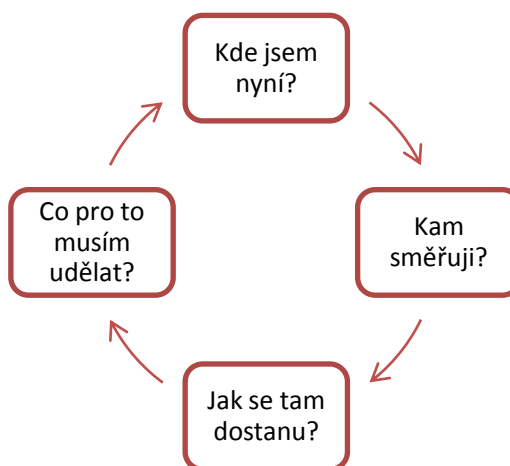 Kde jsem
nyní?
Kam
směřuji?
Jak se tam
dostanu?
Co pro to
musím
udělat?